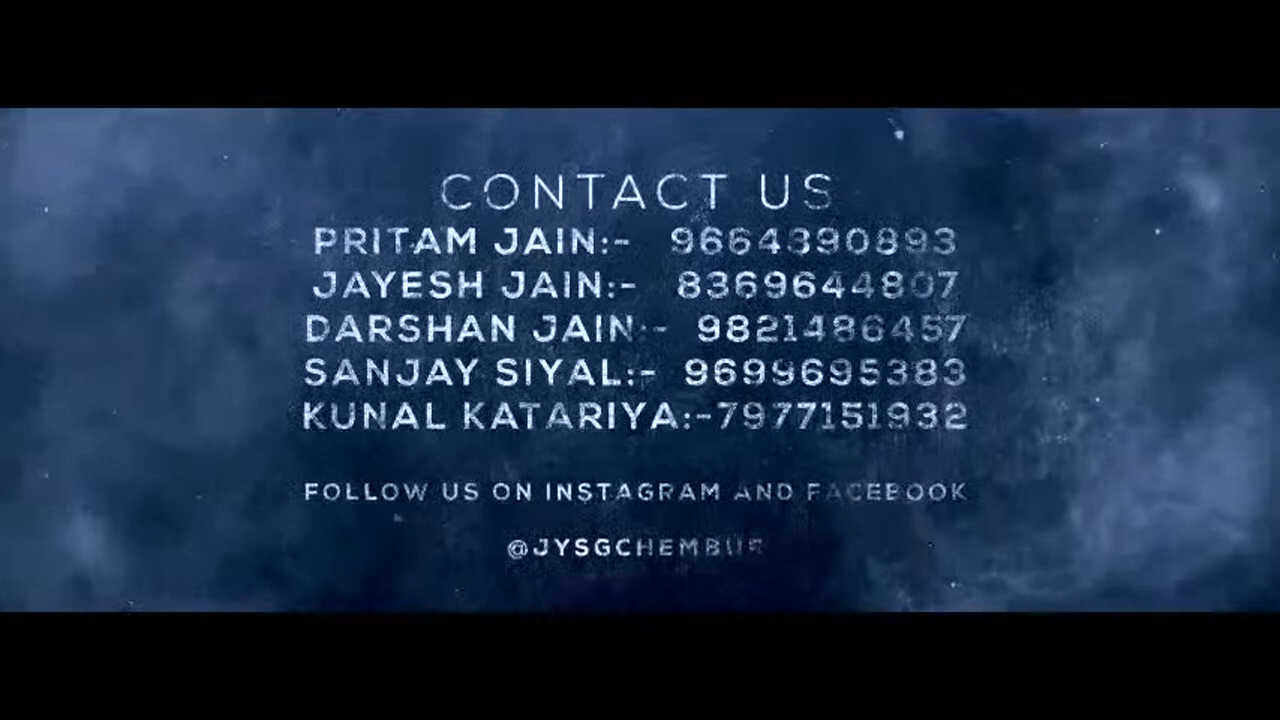 CONTACT US
PRITAM JAIN:- 9664390893
JAYESH JAIN:- 8369644807
DARSHAN JAIN:- 9821486457
SANJAY SIYAL:- 9699695383
KUNAL KATARIYA:-7977151932
FOLLOW US ON INSTAGRAM AND FACEBOOK
@JYSGCHEMBUR